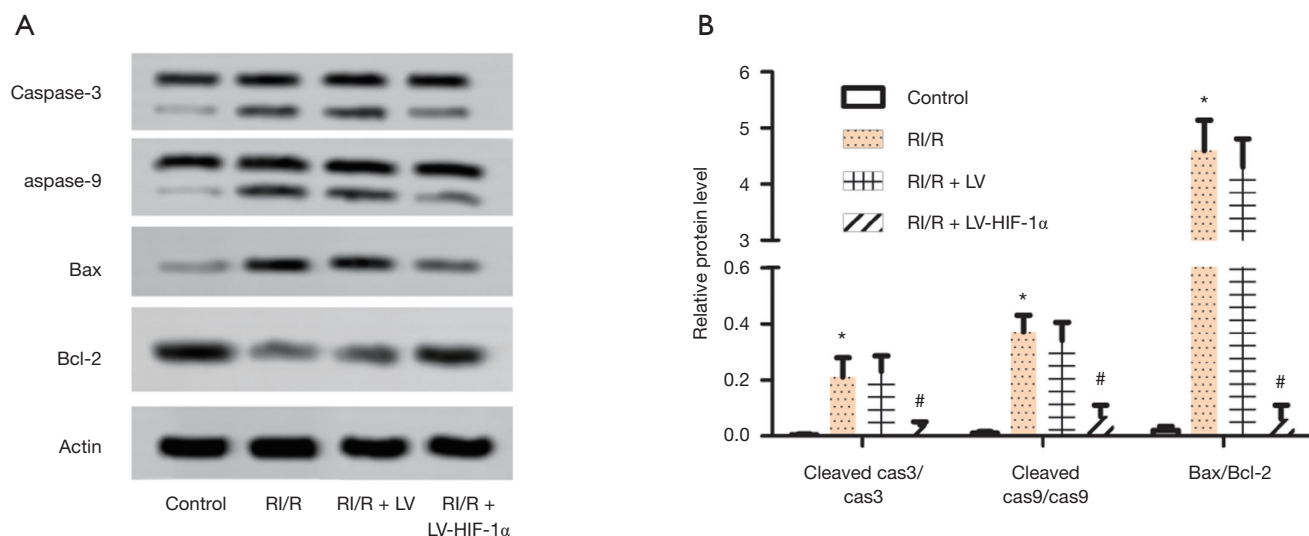 A
Caspase-3
aspase-9
Bax
Bcl-2
Actin
Control
RI/R
RI/R + LV
RI/R +
LV-HIF-1α
B
Relative protein level
6
5
4
3
0.6
0.4
0.2
0.0
Control
RI/R
RI/R + LV
RI/R + LV-HIF-1α
*
#
*
#
*
#
Cleaved cas3/
cas3
Cleaved
cas9/cas9
Bax/Bcl-2